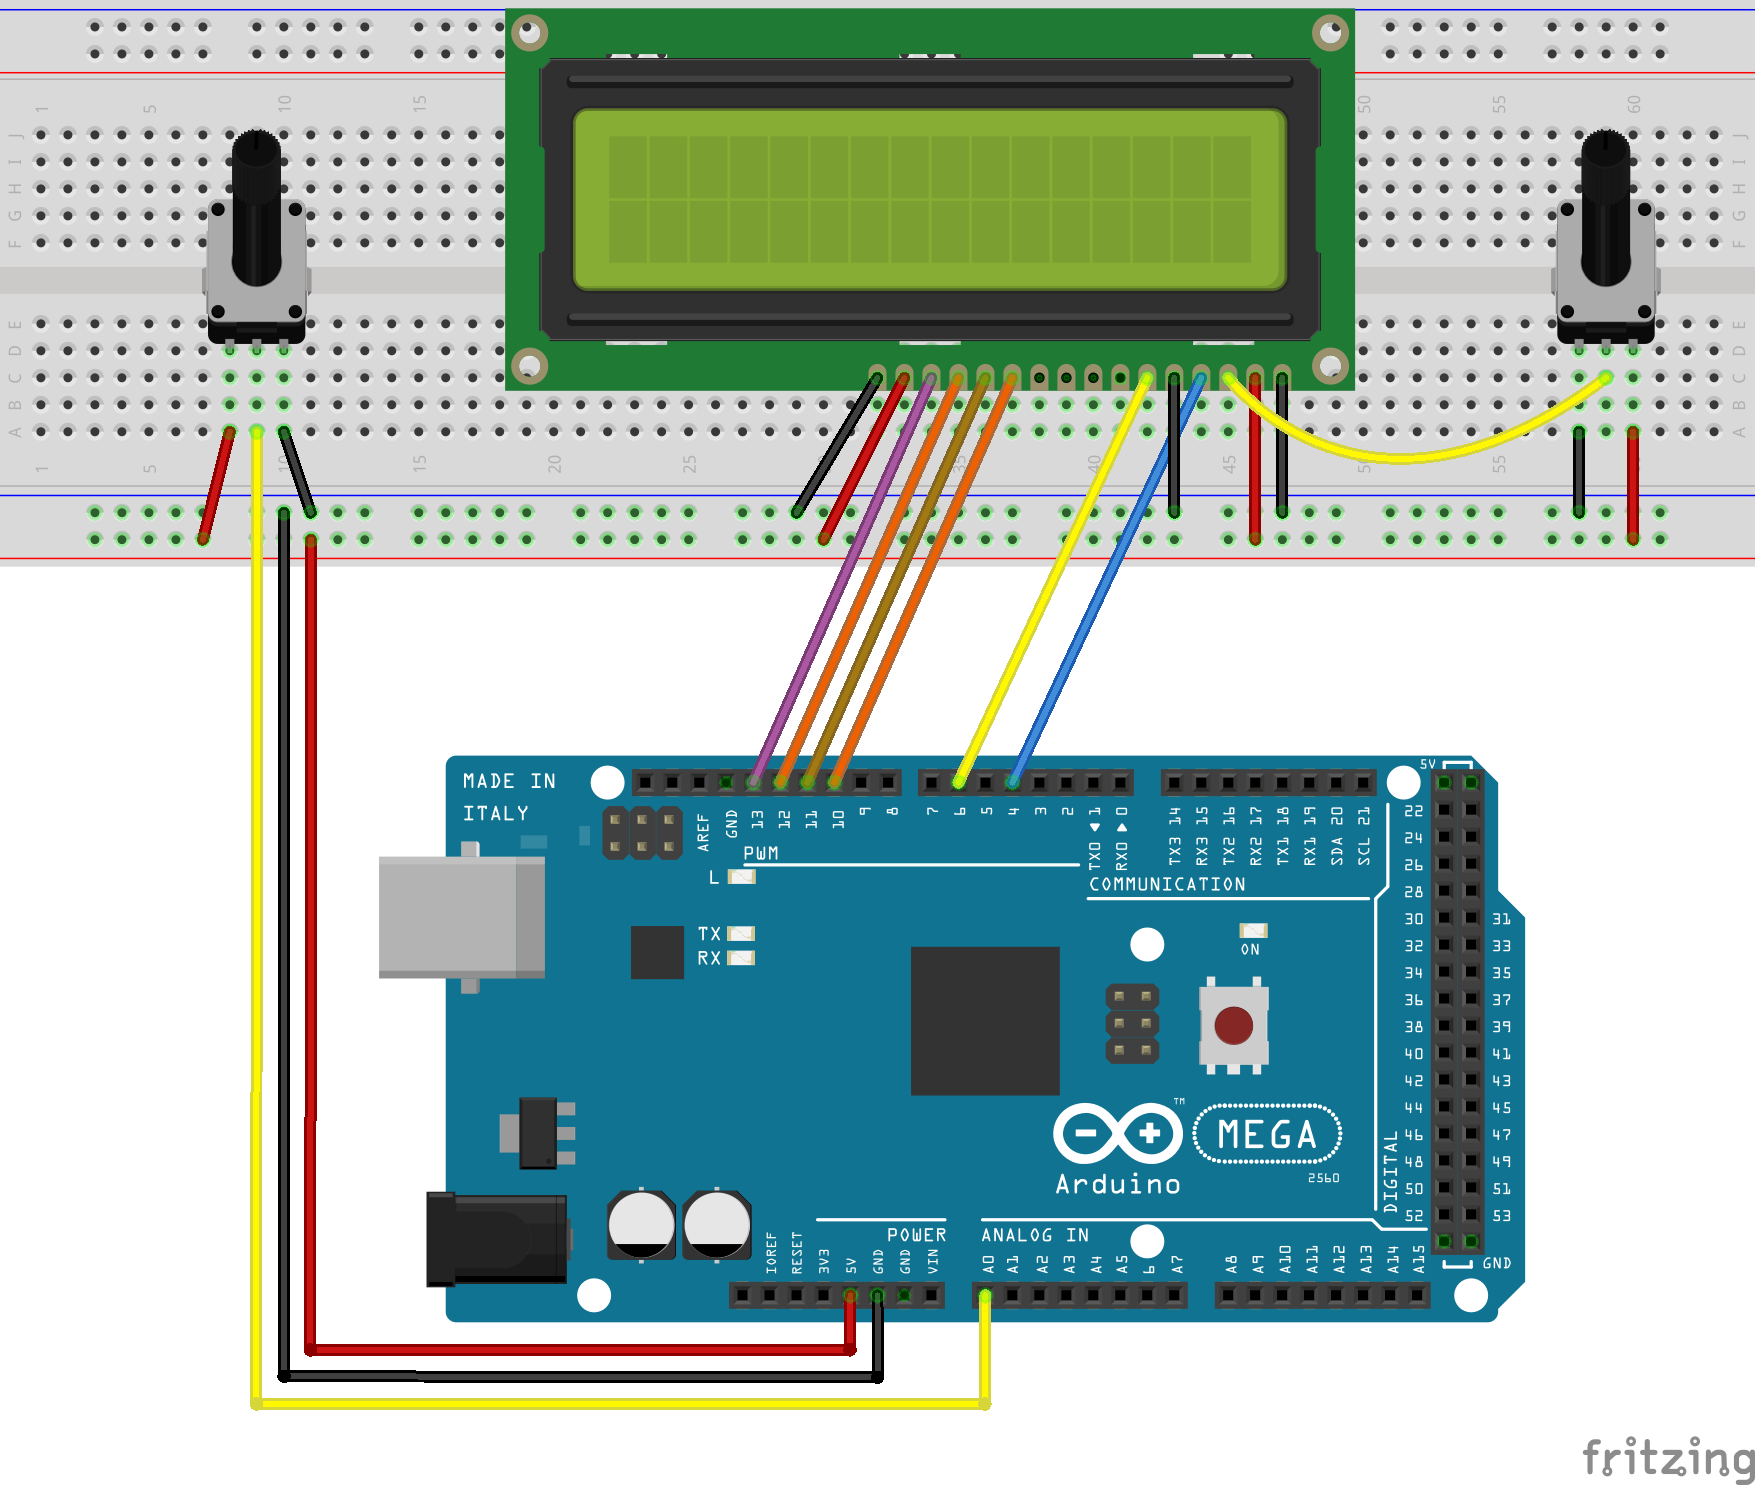 1 5 10 15 50 55 60
J J
I I
H H
G G
F F
E E
D D
C C
B B
A A
1 5 10 15 20 25 35 40 45 50 55
MADE IN
ITALY
AREF GND 13 12 11 10 9 8 7 6 5 4 3 2 TX0 1 RX0 0 TX3 14 RX3 15 TX2 16 RX2 17 TX1 18 RX1 19 SDA 20 SCL 21
PWM
COMMUNICATION
L
TX
RX
ON
5V
22
24
26
28
30 31
32 33
34 35
36 37
38 39
40 41
42 43
44 45
46 47
48 49
50 51
52 53
GND
DIGITAL
TM
MEGA
2560
Arduino
POWER
ANALOG IN
IOREF RESET 3V3 5V GND GND VIN A0 A1 A2 A3 A4 A5 6 A7 A8 A9 A10 A11 A12 A13 A14 A15
fritzing